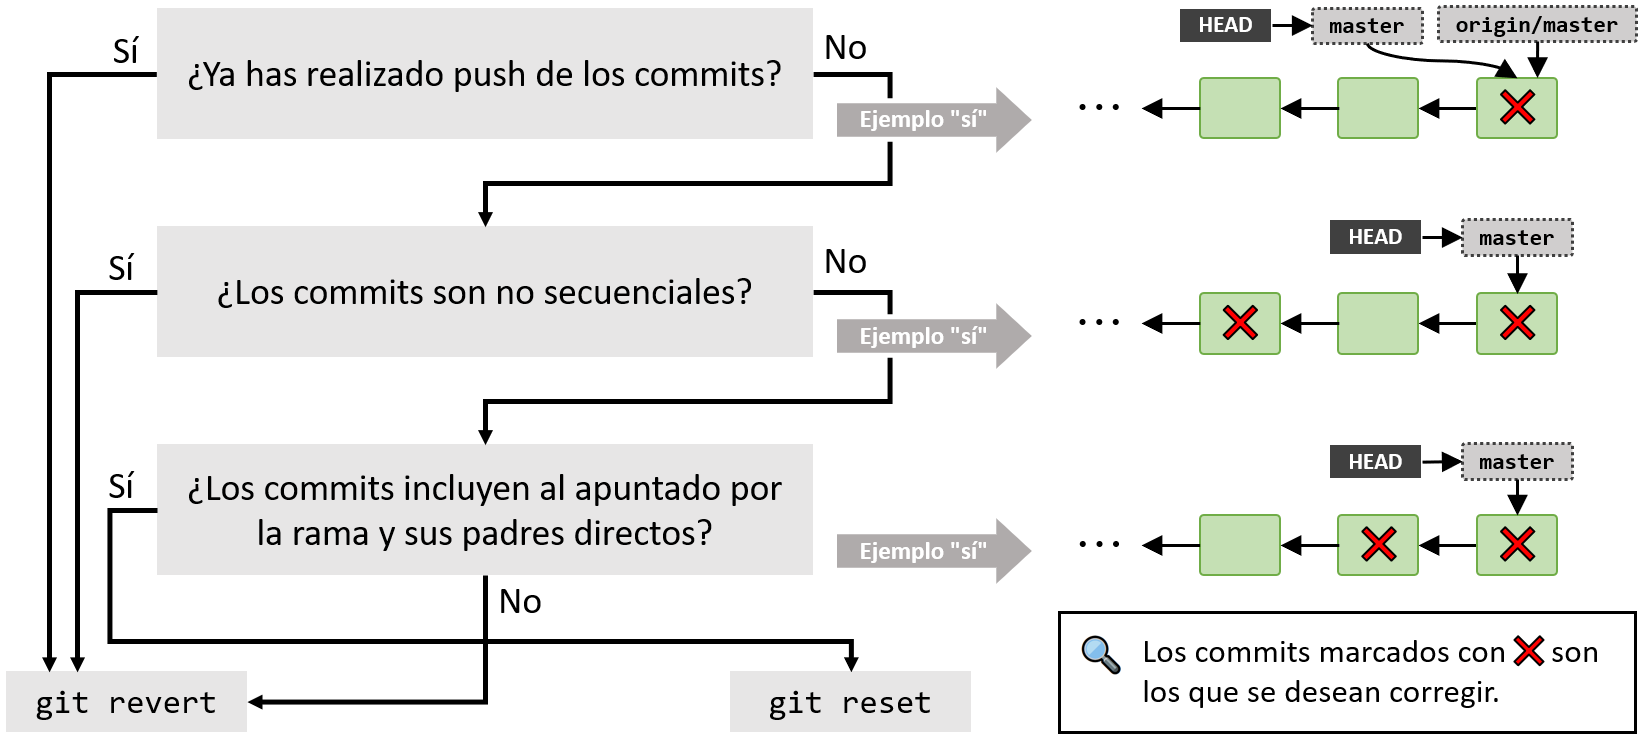 Sí
¿Ya has realizado push de los commits?
No
Ejemplo "sí"
HEAD
master
origin/master
...
Sí
¿Los commits son no secuenciales?
No
Ejemplo "sí"
HEAD
master
...
Sí
¿Los commits incluyen al apuntado por
la rama y sus padres directos?
No
Ejemplo "sí"
HEAD
master
...
git revert
git reset
Los commits marcados con ❌ son
los que se desean corregir.